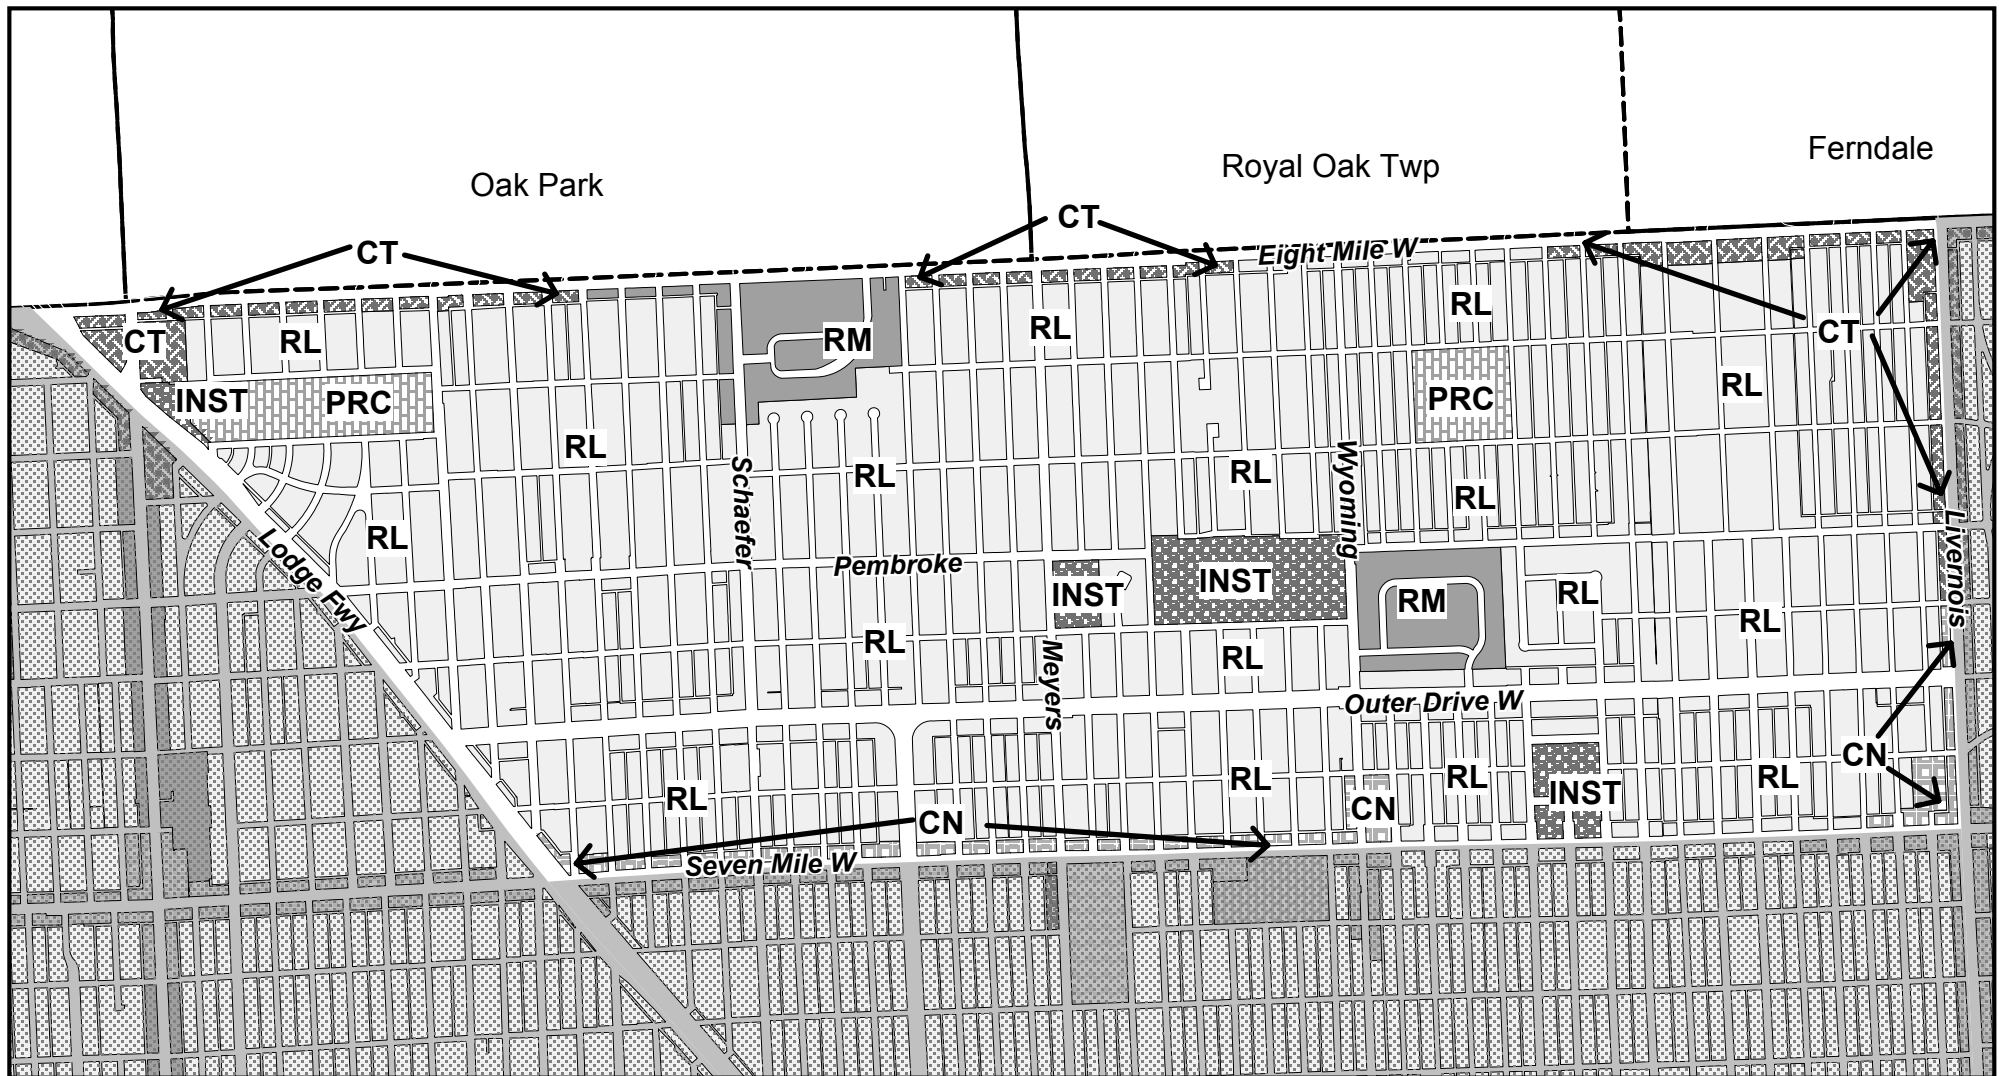 Ferndale
Royal Oak Twp
Oak Park
CT
CT
Eight Mile W
RL
CT
RL
CT
RL
RM
RL
PRC
INST
PRC
RL
RL
Schaefer
RL
RL
Wyoming
RL
RL
Lodge Fwy
Pembroke
Livernois
INST
INST
RM
RL
RL
RL
Meyers
RL
Outer Drive W
CN
RL
RL
RL
RL
INST
CN
CN
Seven Mile W